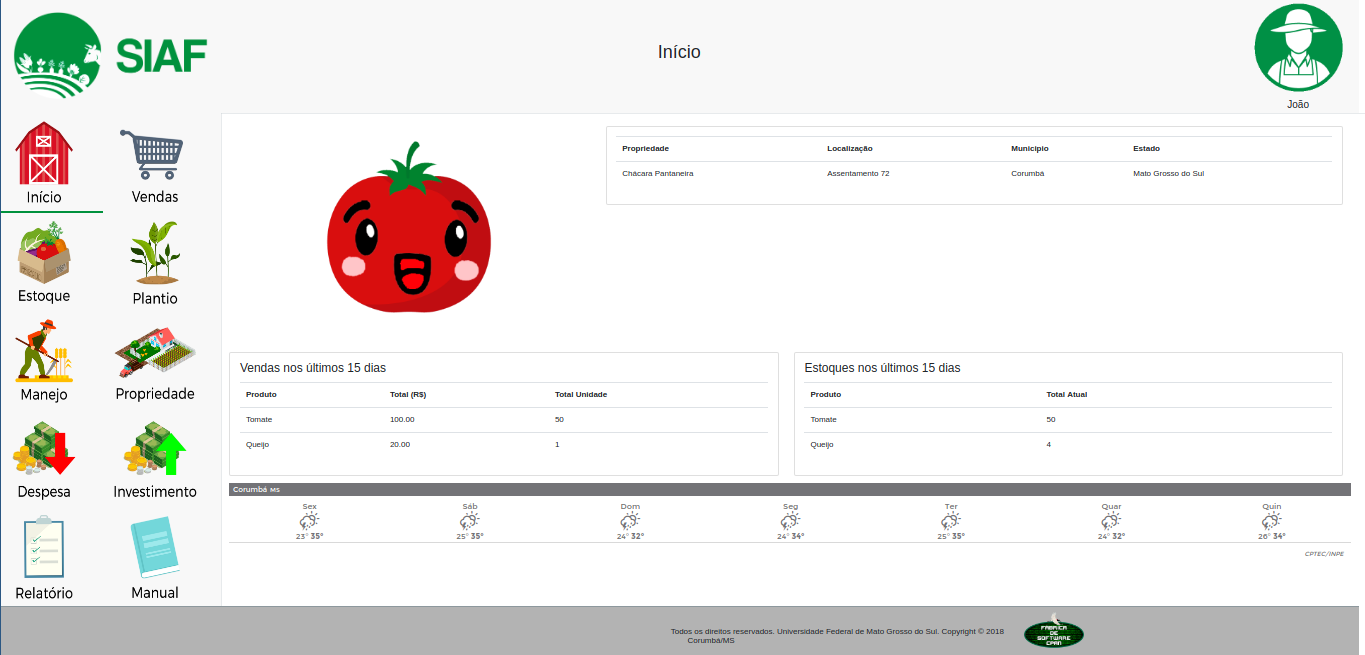 SIAF
Início
João
Início
Vendas
Estoque
Plantio
Manejo
Propriedade
Despesa
Investimento
Relatório
Manual
Propriedade Localização Município Estado
Chácara Pantaneira Assentamento 72 Corumbá Mato Grosso do Sul
Vendas nos últimos 15 dias
Produto Total (R$) Total Unidade
Tomate 100.00 50
Queijo 20.00 1
Estoques nos últimos 15 dias
Produto Total Atual
Tomate 50
Queijo 4
Corumbá MS
Sex Sáb Dom Seg Ter Quar Quin
23° 35° 25° 35° 24° 32° 24° 34° 25° 35° 24° 32° 26° 34°
CPTEC/INPE
Todos os direitos reservados. Universidade Federal de Mato Grosso do Sul. Copyright © 2018
Corumbá/MS
FABRICA
DE
SOFTWARE
CPAN